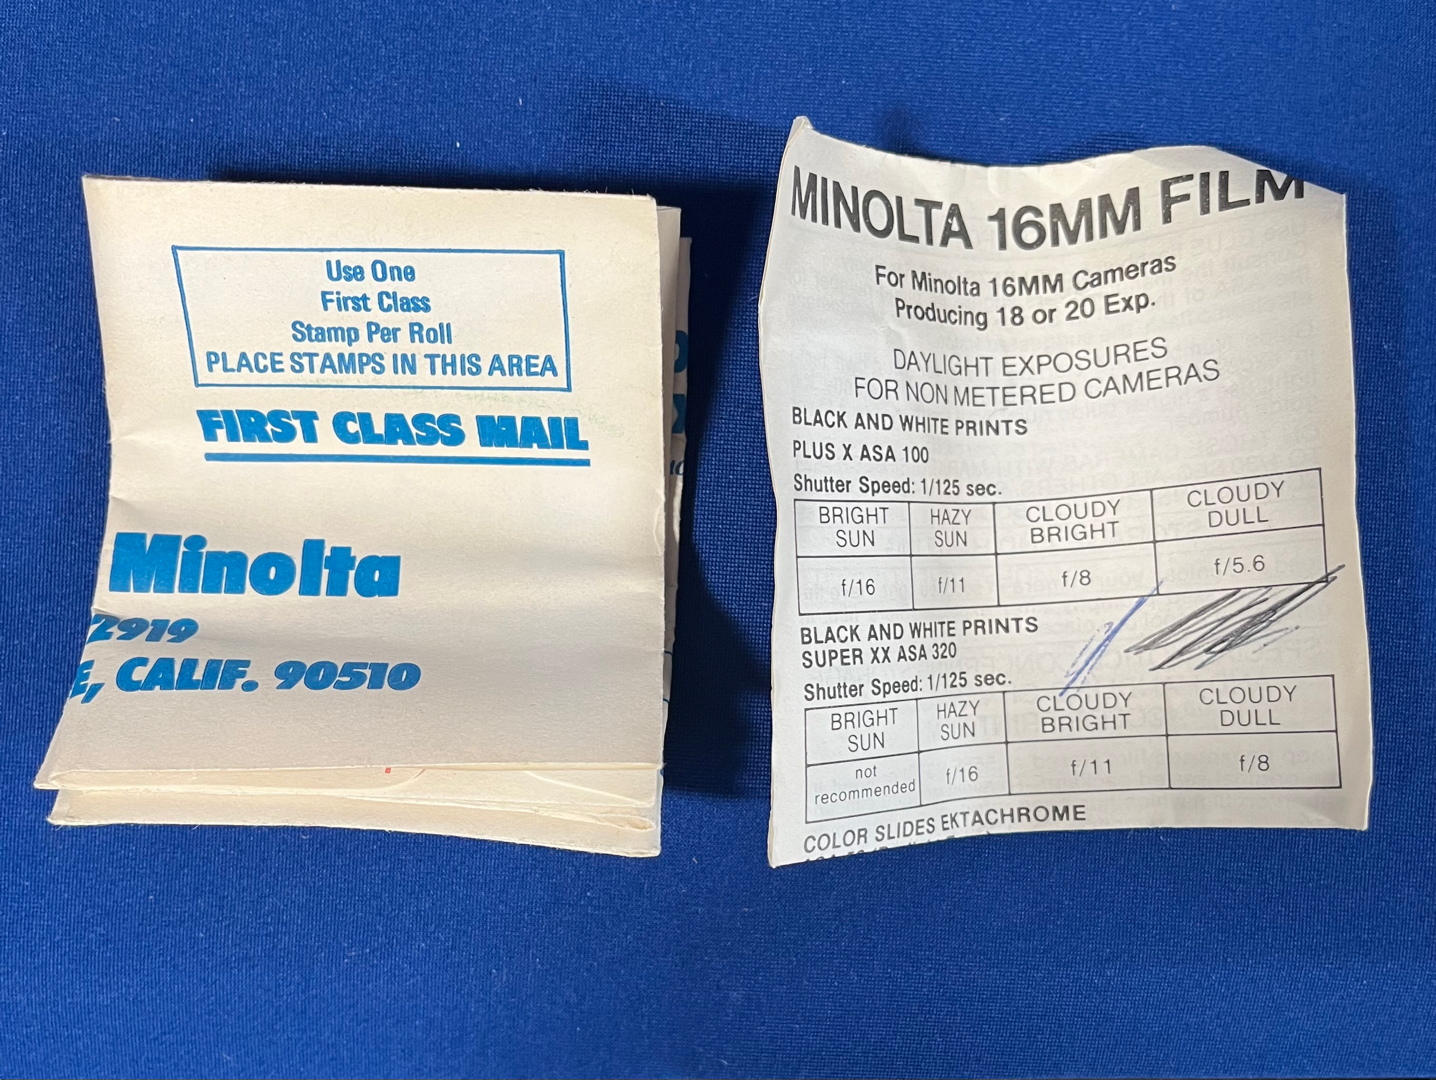 Use One
First Class
Stamp Per Roll
PLACE STAMPS IN THIS AREA
FIRST CLASS MAIL
Minolta
2919
E, CALIF. 90510
MINOLTA 16MM FILM
For Minolta 16MM Cameras
Producing 18 or 20 Exp.
DAYLIGHT EXPOSURES
FOR NON METERED CAMERAS
BLACK AND WHITE PRINTS
PLUS X ASA 100
Shutter Speed: 1/125 sec.
BRIGHT SUN HAZY SUN CLOUDY BRIGHT CLOUDY DULL
f/16 f/11 f/8 f/5.6
BLACK AND WHITE PRINTS
SUPER XX ASA 320
Shutter Speed: 1/125 sec.
BRIGHT SUN HAZY SUN CLOUDY BRIGHT CLOUDY DULL
not recommended f/16 f/11 f/8
COLOR SLIDES EKTACHROME